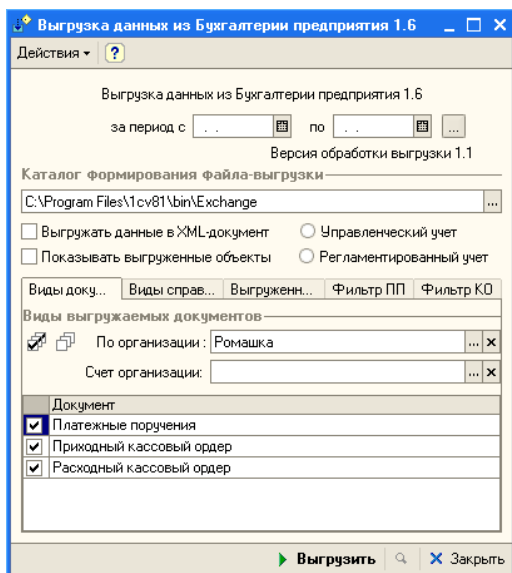 Выгрузка данных из Бухгалтерии предприятия 1.6
Действия ?
Выгрузка данных из Бухгалтерии предприятия 1.6
за период с . . по . . ...
Версия обработки выгрузки 1.1
Каталог формирования файла-выгрузки
C:\Program Files\1cv81\bin\Exchange ...
Выгружать данные в XML-документ Управленческий учет
Показывать выгруженные объекты Регламентированный учет
Виды доку... Виды справ... Выгруженн... Фильтр ПП Фильтр КО
Виды выгружаемых документов
По организации : Ромашка ... x
Счет организации: ... x
Документ
Платежные поручения
Приходный кассовый ордер
Расходный кассовый ордер
Выгрузить Закрыть